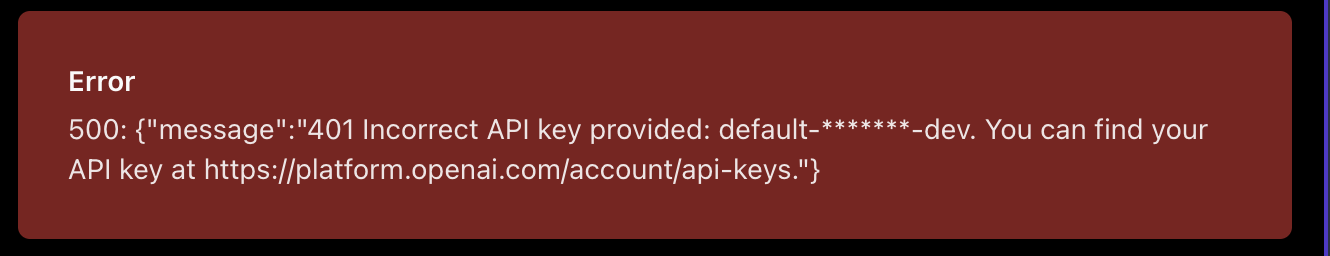 Error
500: {"message":"401 Incorrect API key provided: default-*******-dev. You can find your
API key at https://platform.openai.com/account/api-keys."}